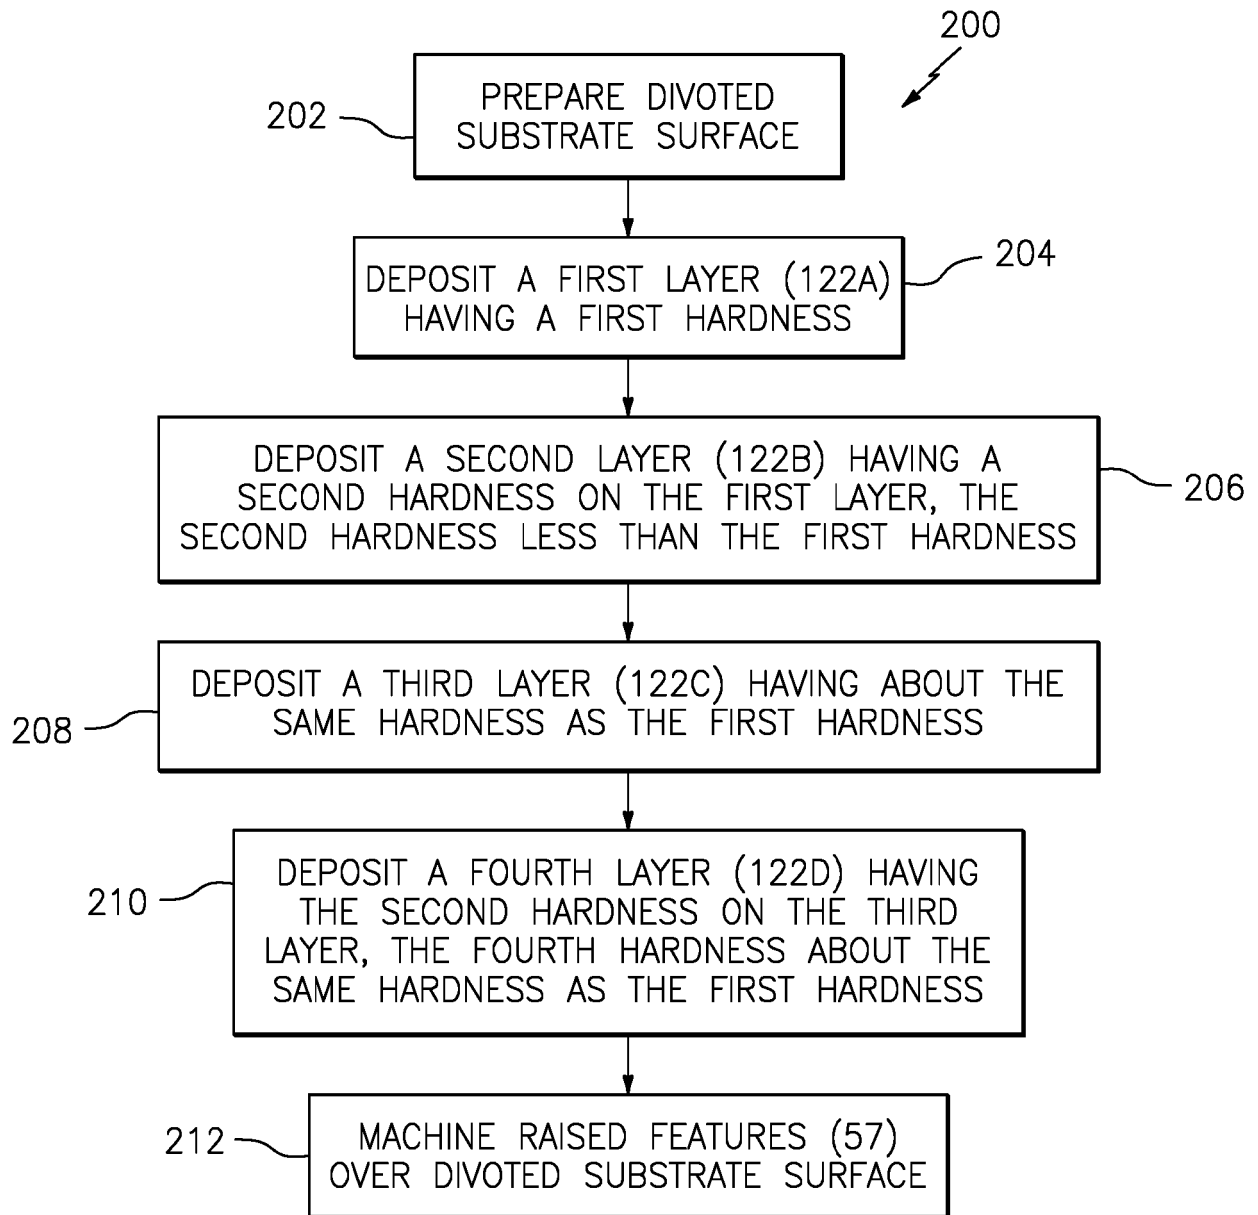 200
202
PREPARE DIVOTED
SUBSTRATE SURFACE
204
DEPOSIT A FIRST LAYER (122A)
HAVING A FIRST HARDNESS
206
DEPOSIT A SECOND LAYER (122B) HAVING A
SECOND HARDNESS ON THE FIRST LAYER, THE
SECOND HARDNESS LESS THAN THE FIRST HARDNESS
208
DEPOSIT A THIRD LAYER (122C) HAVING ABOUT THE
SAME HARDNESS AS THE FIRST HARDNESS
210
DEPOSIT A FOURTH LAYER (122D) HAVING
THE SECOND HARDNESS ON THE THIRD
LAYER, THE FOURTH HARDNESS ABOUT THE
SAME HARDNESS AS THE FIRST HARDNESS
212
MACHINE RAISED FEATURES (57)
OVER DIVOTED SUBSTRATE SURFACE